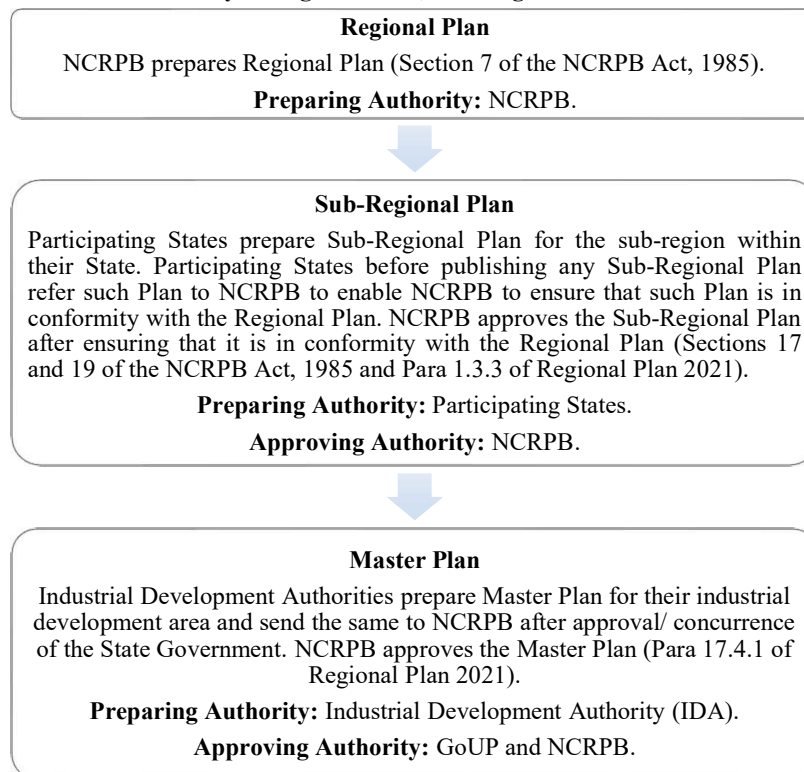 Regional Plan
NCRPB prepares Regional Plan (Section 7 of the NCRPB Act, 1985).
Preparing Authority: NCRPB.
Sub-Regional Plan
Participating States prepare Sub-Regional Plan for the sub-region within
their State. Participating States before publishing any Sub-Regional Plan
refer such Plan to NCRPB to enable NCRPB to ensure that such Plan is in
conformity with the Regional Plan. NCRPB approves the Sub-Regional Plan
after ensuring that it is in conformity with the Regional Plan (Sections 17
and 19 of the NCRPB Act, 1985 and Para 1.3.3 of Regional Plan 2021).
Preparing Authority: Participating States.
Approving Authority: NCRPB.
Master Plan
Industrial Development Authorities prepare Master Plan for their industrial
development area and send the same to NCRPB after approval/ concurrence
of the State Government. NCRPB approves the Master Plan (Para 17.4.1 of
Regional Plan 2021).
Preparing Authority: Industrial Development Authority (IDA).
Approving Authority: GoUP and NCRPB.